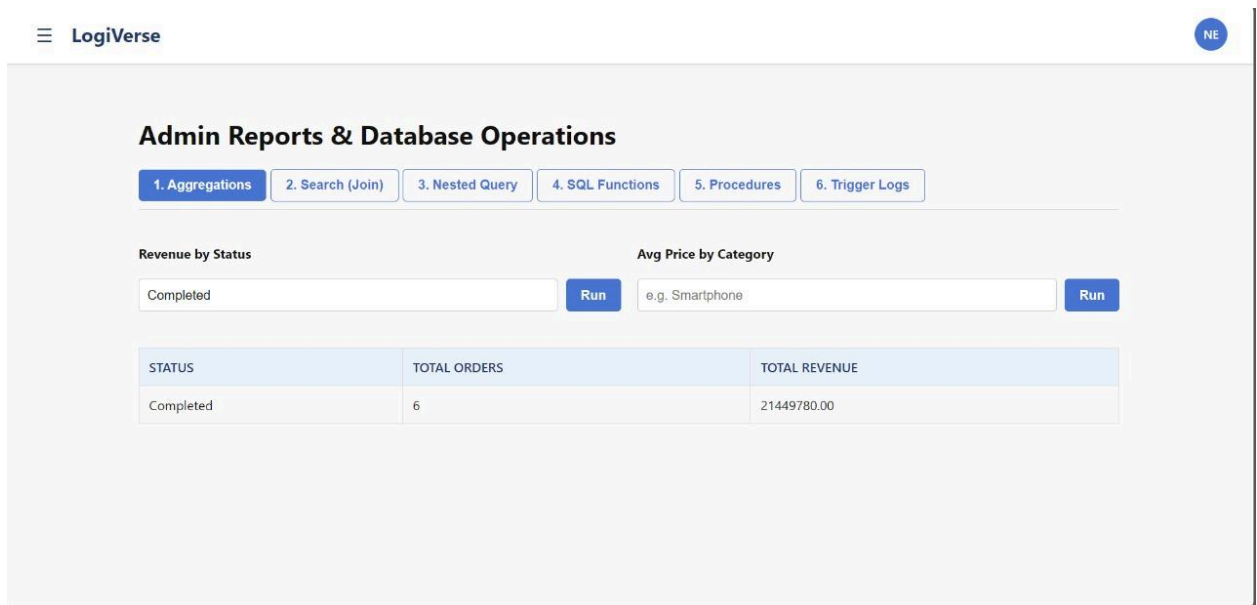 ☰ LogiVerse NE
Admin Reports & Database Operations
1. Aggregations 2. Search (Join) 3. Nested Query 4. SQL Functions 5. Procedures 6. Trigger Logs
Revenue by Status Avg Price by Category
Completed Run e.g. Smartphone Run
STATUS TOTAL ORDERS TOTAL REVENUE
Completed 6 21449780.00